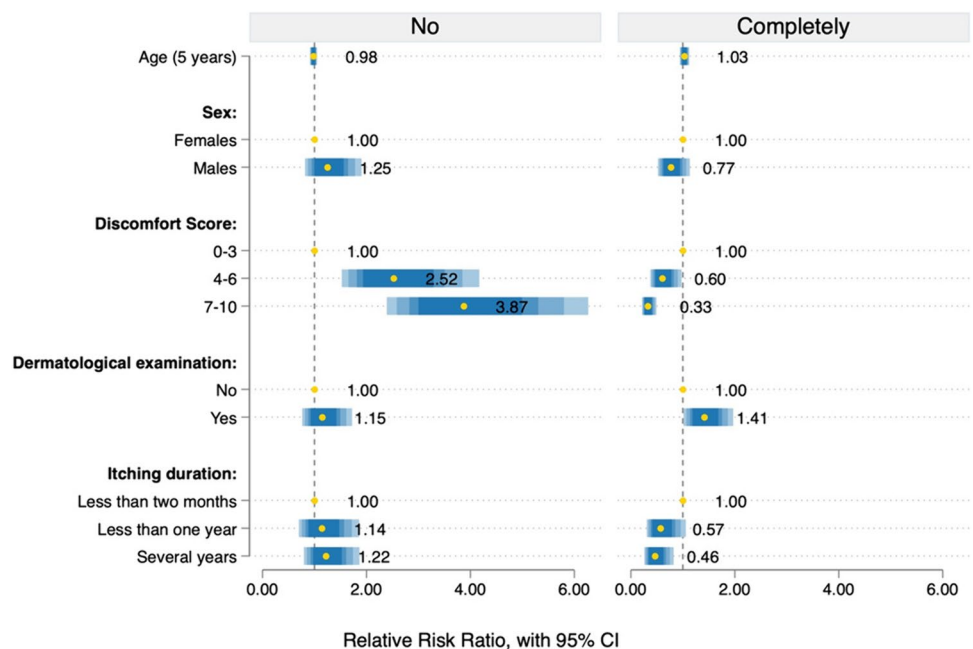 No Completely
Age (5 years) 0.98 1.03
Sex:
Females 1.00 1.00
Males 1.25 0.77
Discomfort Score:
0-3 1.00 1.00
4-6 2.52 0.60
7-10 3.87 0.33
Dermatological examination:
No 1.00 1.00
Yes 1.15 1.41
Itching duration:
Less than two months 1.00 1.00
Less than one year 1.14 0.57
Several years 1.22 0.46
0.00 2.00 4.00 6.00 0.00 2.00 4.00 6.00
Relative Risk Ratio, with 95% CI